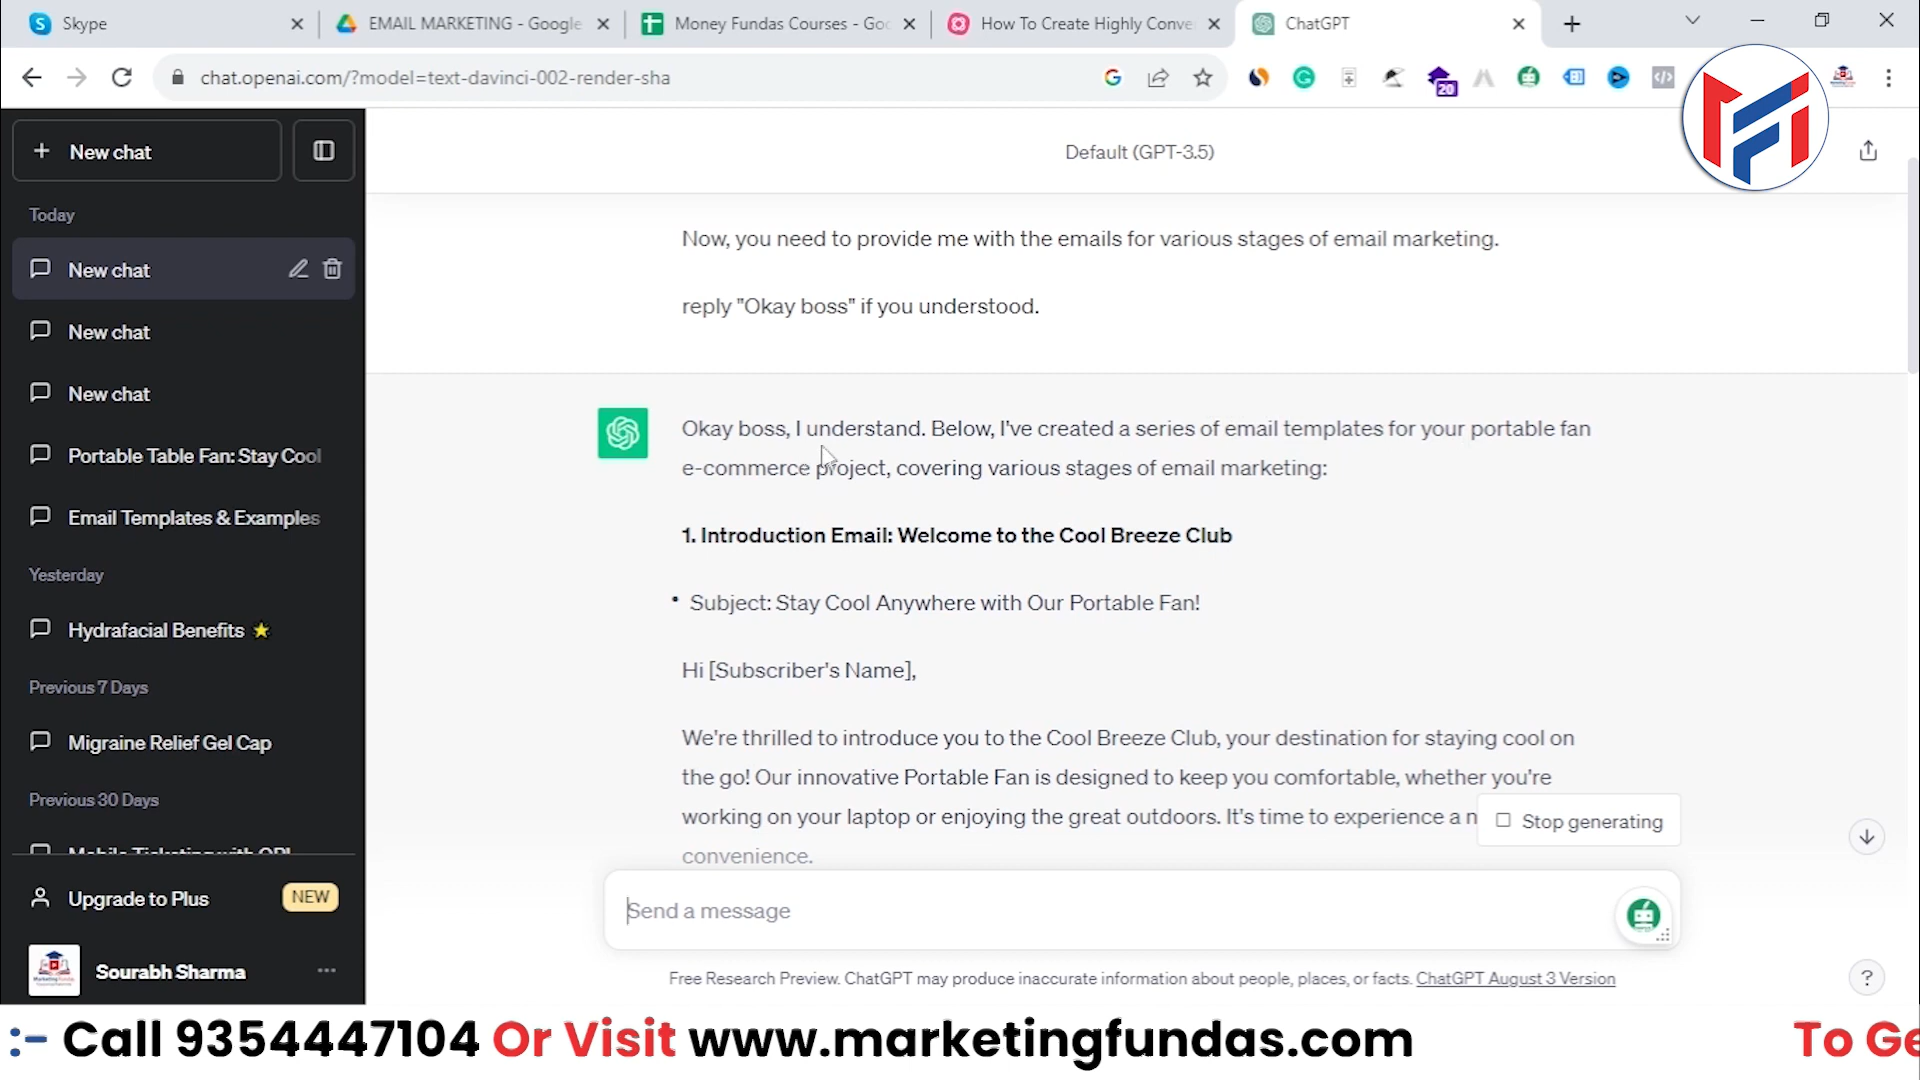 Skype
EMAIL MARKETING - Google
Money Fundas Courses - Goo
How To Create Highly Conve
ChatGPT
chat.openai.com/?model=text-davinci-002-render-sha
20
New chat
Default (GPT-3.5)
Today
New chat
New chat
New chat
Portable Table Fan: Stay Cool
Email Templates & Examples
Yesterday
Hydrafacial Benefits
Previous 7 Days
Migraine Relief Gel Cap
Previous 30 Days
Upgrade to Plus
NEW
Sourabh Sharma
Now, you need to provide me with the emails for various stages of email marketing.
reply "Okay boss" if you understood.
Okay boss, I understand. Below, I've created a series of email templates for your portable fan
e-commerce project, covering various stages of email marketing:
1. Introduction Email: Welcome to the Cool Breeze Club
• Subject: Stay Cool Anywhere with Our Portable Fan!
Hi [Subscriber's Name],
We're thrilled to introduce you to the Cool Breeze Club, your destination for staying cool on
the go! Our innovative Portable Fan is designed to keep you comfortable, whether you're
working on your laptop or enjoying the great outdoors. It's time to experience a n
convenience.
Stop generating
Send a message
Free Research Preview. ChatGPT may produce inaccurate information about people, places, or facts. ChatGPT August 3 Version
?
:- Call 9354447104 Or Visit www.marketingfundas.com
To Ge